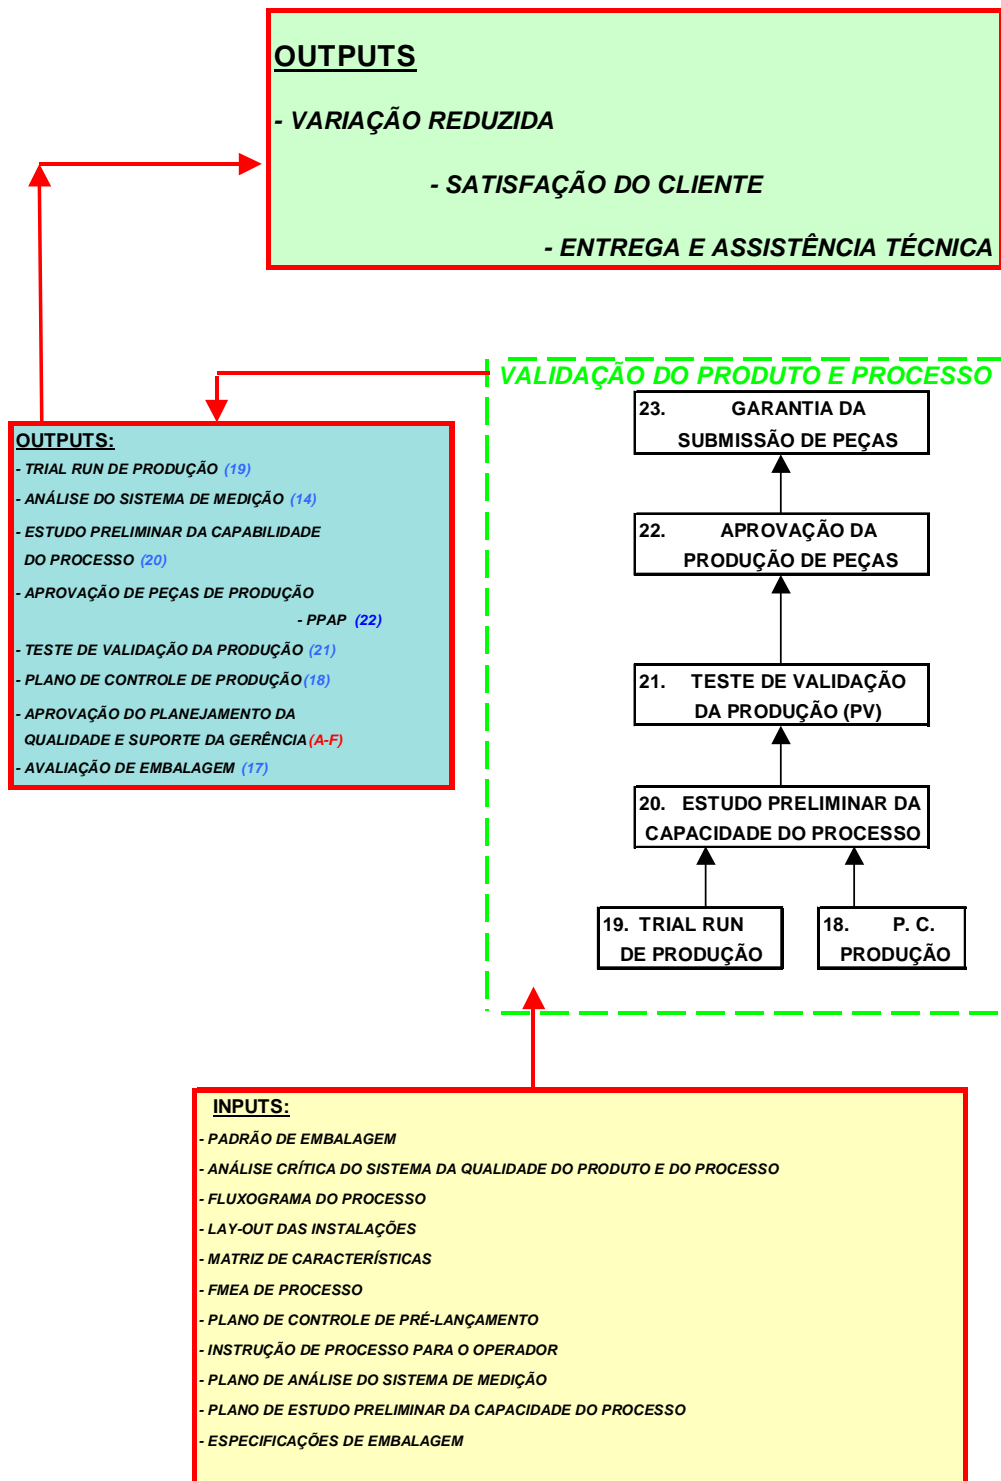 OUTPUTS
- VARIAÇÃO REDUZIDA
- SATISFAÇÃO DO CLIENTE
- ENTREGA E ASSISTÊNCIA TÉCNICA
VALIDAÇÃO DO PRODUTO E PROCESSO
23. GARANTIA DA
SUBMISSÃO DE PEÇAS
22. APROVAÇÃO DA
PRODUÇÃO DE PEÇAS
21. TESTE DE VALIDAÇÃO
DA PRODUÇÃO (PV)
20. ESTUDO PRELIMINAR DA
CAPACIDADE DO PROCESSO
19. TRIAL RUN
DE PRODUÇÃO
18. P. C.
PRODUÇÃO
OUTPUTS:
- TRIAL RUN DE PRODUÇÃO (19)
- ANÁLISE DO SISTEMA DE MEDIÇÃO (14)
- ESTUDO PRELIMINAR DA CAPABILIDADE
DO PROCESSO (20)
- APROVAÇÃO DE PEÇAS DE PRODUÇÃO
- PPAP (22)
- TESTE DE VALIDAÇÃO DA PRODUÇÃO (21)
- PLANO DE CONTROLE DE PRODUÇÃO (18)
- APROVAÇÃO DO PLANEJAMENTO DA
QUALIDADE E SUPORTE DA GERÊNCIA (A-F)
- AVALIAÇÃO DE EMBALAGEM (17)
INPUTS:
- PADRÃO DE EMBALAGEM
- ANÁLISE CRÍTICA DO SISTEMA DA QUALIDADE DO PRODUTO E DO PROCESSO
- FLUXOGRAMA DO PROCESSO
- LAY-OUT DAS INSTALAÇÕES
- MATRIZ DE CARACTERÍSTICAS
- FMEA DE PROCESSO
- PLANO DE CONTROLE DE PRÉ-LANÇAMENTO
- INSTRUÇÃO DE PROCESSO PARA O OPERADOR
- PLANO DE ANÁLISE DO SISTEMA DE MEDIÇÃO
- PLANO DE ESTUDO PRELIMINAR DA CAPACIDADE DO PROCESSO
- ESPECIFICAÇÕES DE EMBALAGEM